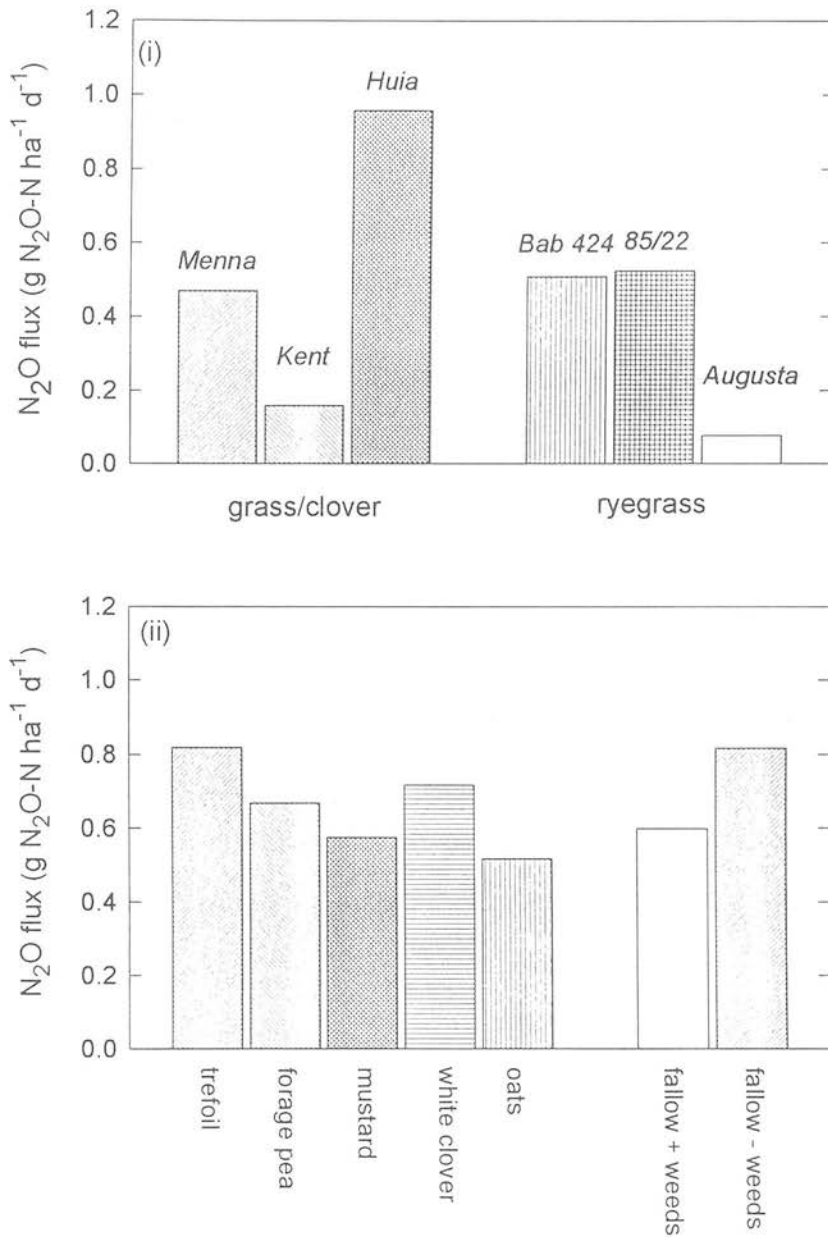 N₂O flux (g N₂O-N ha⁻¹ d⁻¹)
1.2
1.0
0.8
0.6
0.4
0.2
0.0
(i)
Menna
Kent
Huia
Bab 424
85/22
Augusta
grass/clover
ryegrass
N₂O flux (g N₂O-N ha⁻¹ d⁻¹)
1.2
1.0
0.8
0.6
0.4
0.2
0.0
(ii)
trefoil
forage pea
mustard
white clover
oats
fallow + weeds
fallow - weeds